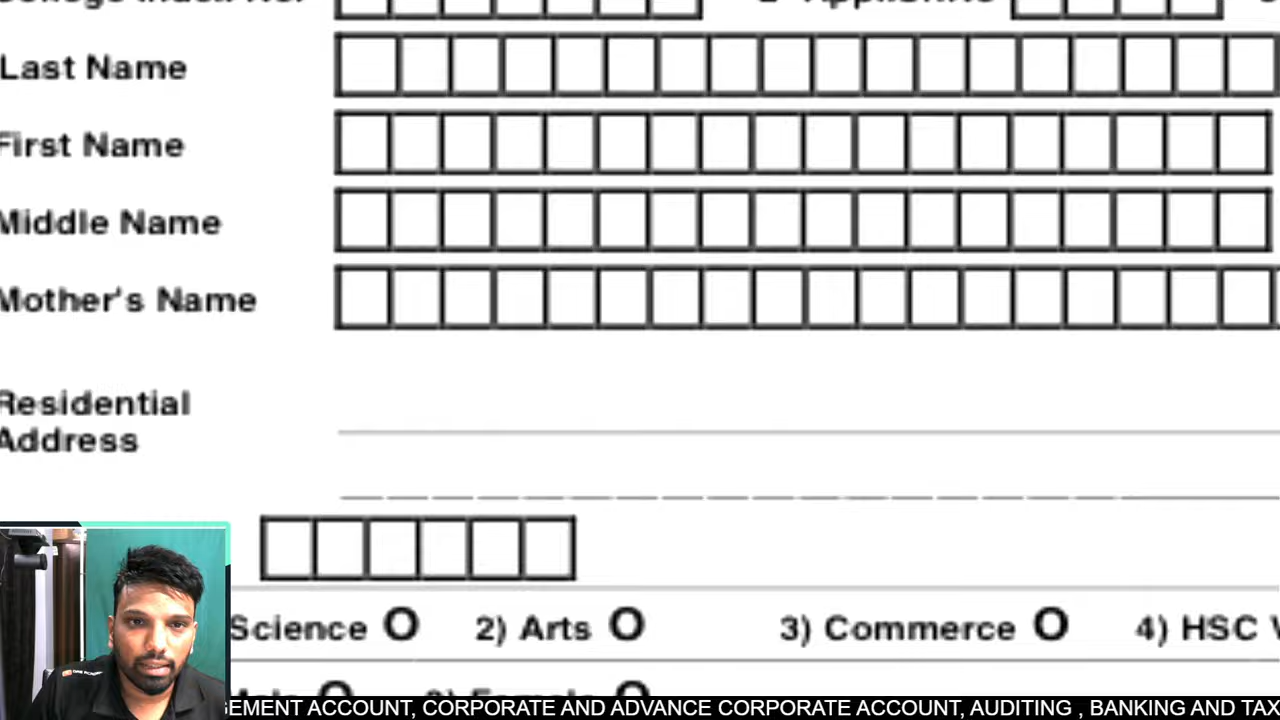 Last Name
First Name
Middle Name
Mother's Name
Residential
Address
Science O 2) Arts O 3) Commerce O 4) HSC
GEMENT ACCOUNT, CORPORATE AND ADVANCE CORPORATE ACCOUNT, AUDITING , BANKING AND TAX